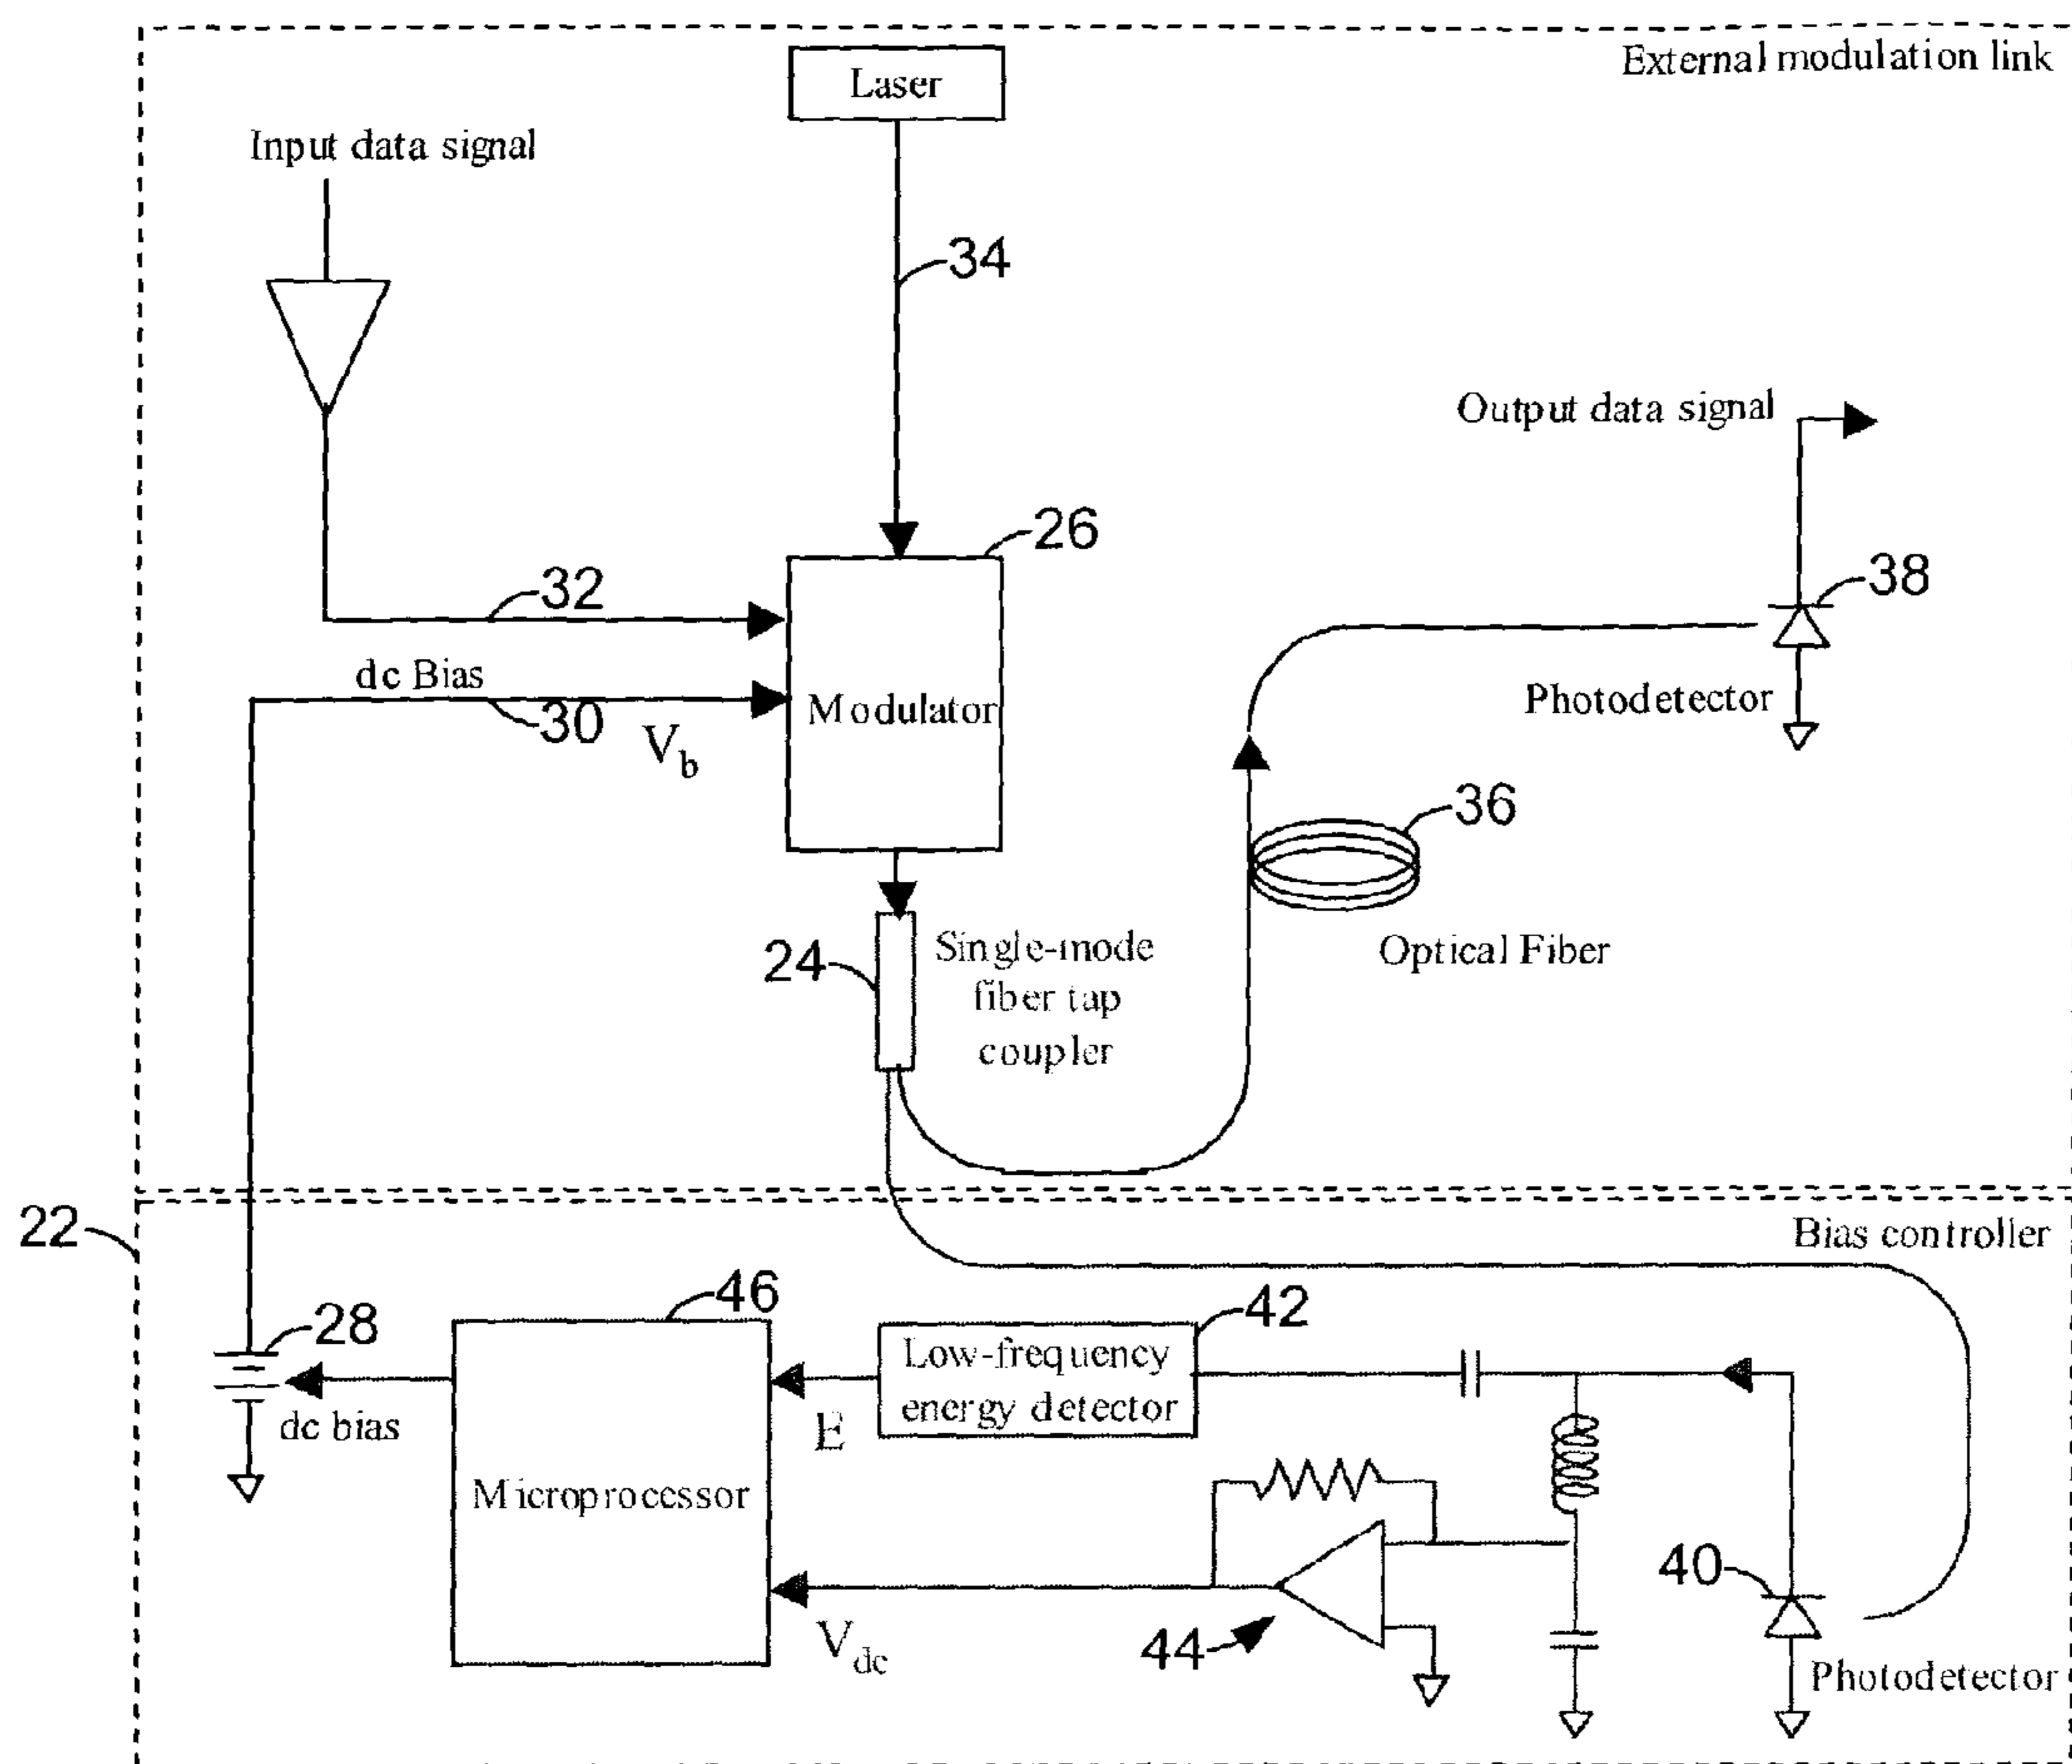 External modulation link
Laser
Input data signal
34
Output data signal
26
38
32
dc Bias
30
Vb
Modulator
Photodetector
36
24
Single-mode
fiber tap
coupler
Optical Fiber
22
Bias controller
46
42
28
Low-frequency
energy detector
dc bias
E
Microprocessor
40
44
Vdc
Photodetector